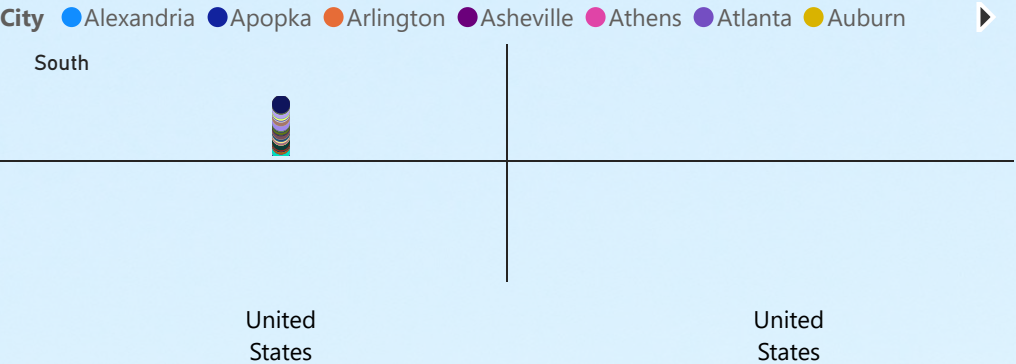 City Alexandria Apopka Arlington Asheville Athens Atlanta Auburn
South
United United
States States